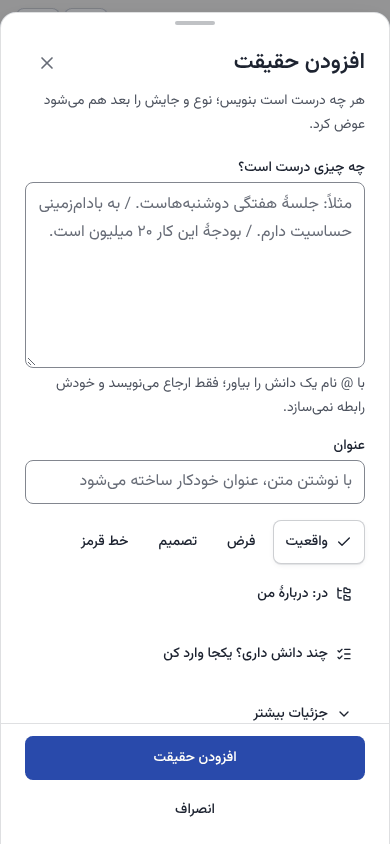 افزودن حقیقت
هر چه درست است بنویس؛ نوع و جایش را بعد هم می‌شود
عوض کرد.
چه چیزی درست است؟
مثلاً: جلسهٔ هفتگی دوشنبه‌هاست. / به بادام‌زمینی
حساسیت دارم. / بودجهٔ این کار ۲۰ میلیون است.
با @ نام یک دانش را بیاور؛ فقط ارجاع می‌نویسد و خودش
رابطه نمی‌سازد.
عنوان
با نوشتن متن، عنوان خودکار ساخته می‌شود
واقعیت فرض تصمیم خط قرمز
در: دربارهٔ من
چند دانش داری؟ یکجا وارد کن
جزئیات بیشتر
افزودن حقیقت
انصراف